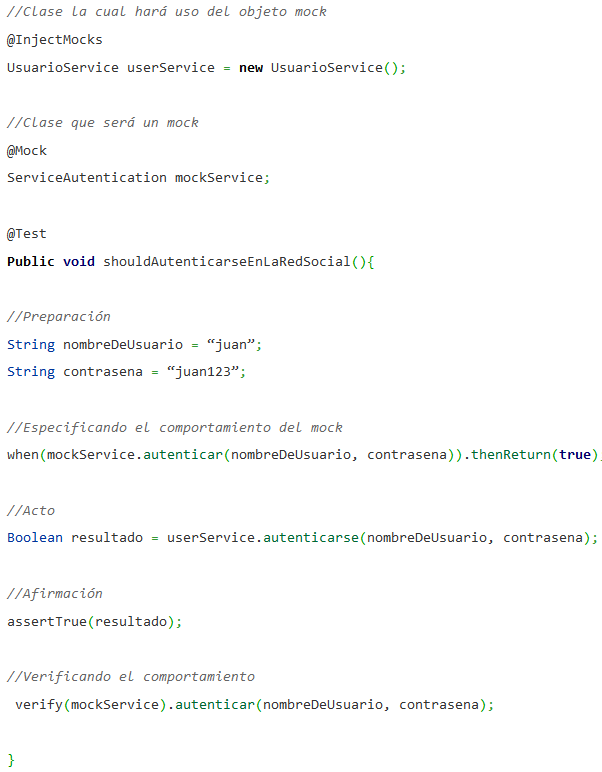 //Clase la cual hará uso del objeto mock
@InjectMocks
UsuarioService userService = new UsuarioService();
//Clase que será un mock
@Mock
ServiceAutentication mockService;
@Test
Public void shouldAutenticarseEnLaRedSocial(){
//Preparación
String nombreDeUsuario = “juan”;
String contrasena = “juan123”;
//Especificando el comportamiento del mock
when(mockService.autenticar(nombreDeUsuario, contrasena)).thenReturn(true);
//Acto
Boolean resultado = userService.autenticarse(nombreDeUsuario, contrasena);
//Afirmación
assertTrue(resultado);
//Verificando el comportamiento
verify(mockService).autenticar(nombreDeUsuario, contrasena);
}